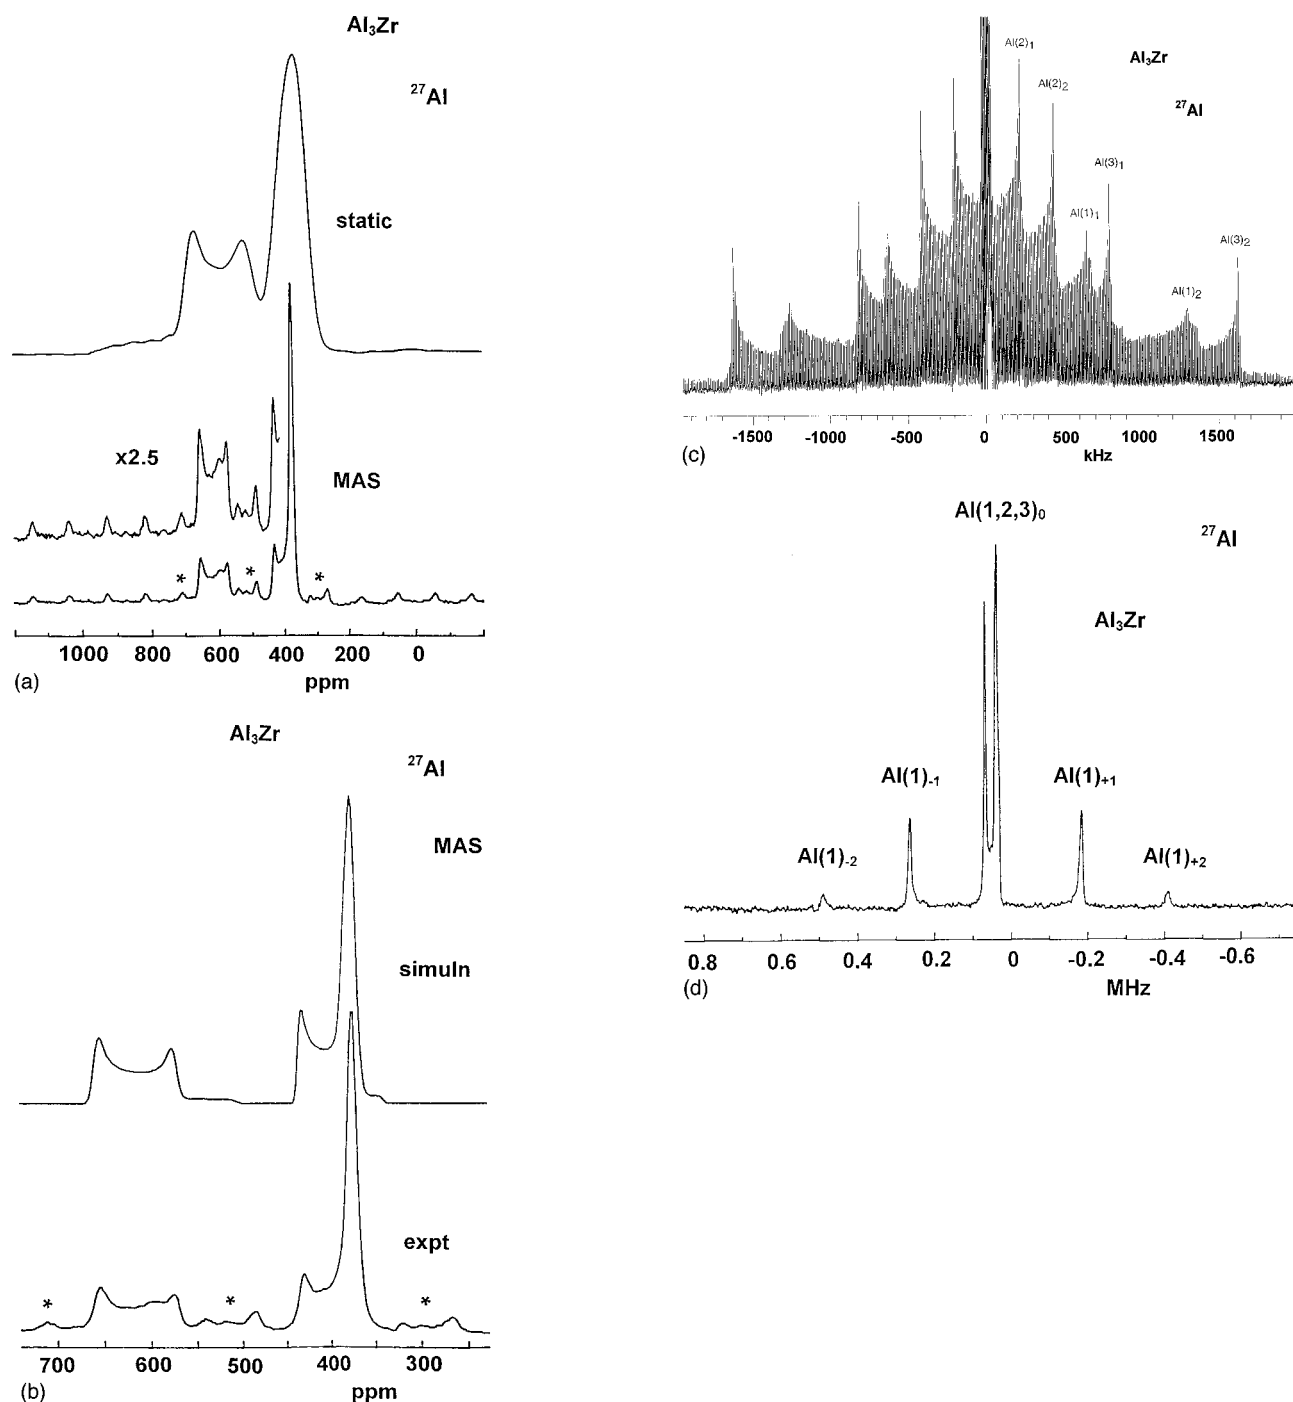 Al₃Zr
²⁷Al
static
x2.5
MAS
* * *
1000 800 600 400 200 0
(a) ppm
Al₃Zr
²⁷Al
MAS
simuln
expt
* * *
700 600 500 400 300
(b) ppm
Al(2)₁
Al₃Zr
Al(2)₂
²⁷Al
Al(3)₁
Al(1)₁
Al(3)₂
Al(1)₂
-1500 -1000 -500 0 500 1000 1500
(c) kHz
Al(1,2,3)₀
²⁷Al
Al₃Zr
Al(1)₋₁ Al(1)₊₁
Al(1)₋₂ Al(1)₊₂
0.8 0.6 0.4 0.2 0 -0.2 -0.4 -0.6
(d) MHz